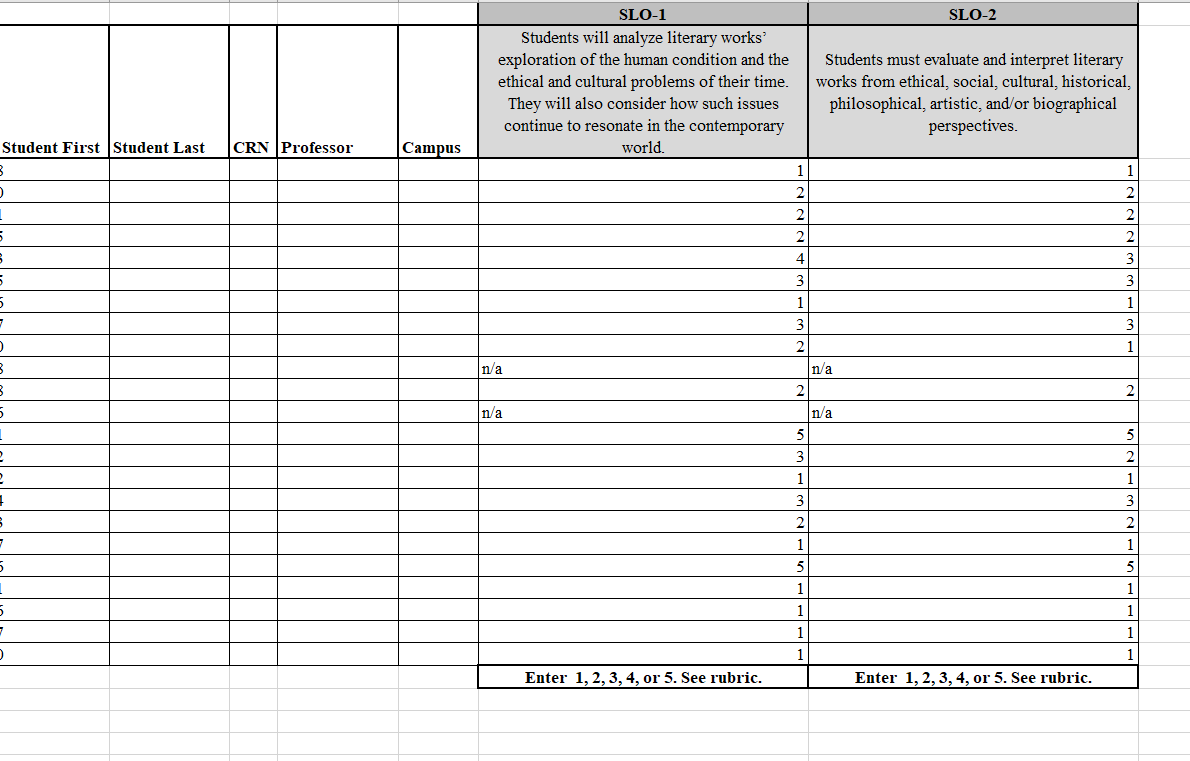 SLO-1 SLO-2
Students will analyze literary works’
exploration of the human condition and the
ethical and cultural problems of their time.
They will also consider how such issues
continue to resonate in the contemporary
world.
Students must evaluate and interpret literary
works from ethical, social, cultural, historical,
philosophical, artistic, and/or biographical
perspectives.
Student First Student Last CRN Professor Campus
1 1
2 2
2 2
2 2
4 3
3 3
1 1
3 3
2 1
n/a n/a
2 2
n/a n/a
5 5
3 2
1 1
3 3
2 2
1 1
5 5
1 1
1 1
1 1
1 1
Enter 1, 2, 3, 4, or 5. See rubric. Enter 1, 2, 3, 4, or 5. See rubric.